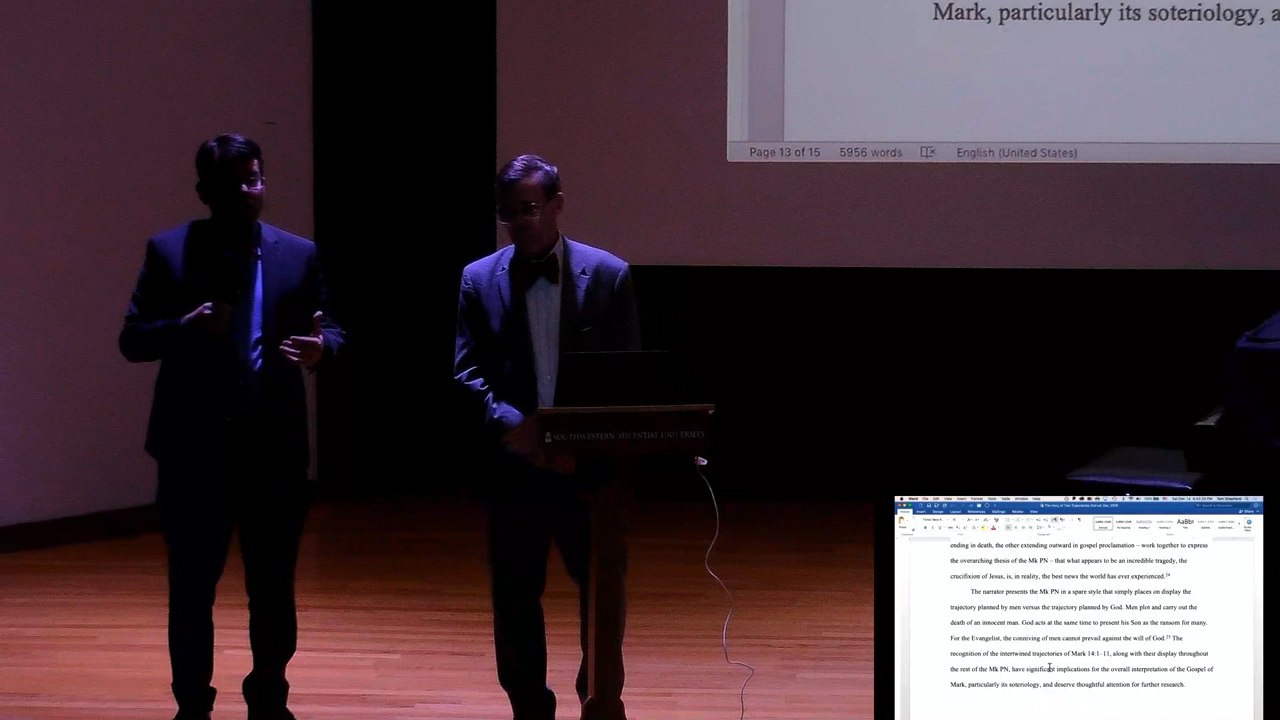 Mark, particularly its soteriology, a
Page 13 of 15 5956 words English (United States)
SOUTHWESTERN ADVENTIST UNIVERSITY
ending in death, the other extending outward in gospel proclamation – work together to express
the overarching thesis of the Mk PN – that what appears to be an incredible tragedy, the
crucifixion of Jesus, is, in reality, the best news the world has ever experienced.24
The narrator presents the Mk PN in a spare style that simply places on display the
trajectory planned by men versus the trajectory planned by God. Men plot and carry out the
death of an innocent man. God acts at the same time to present his Son as the ransom for many.
For the Evangelist, the conniving of men cannot prevail against the will of God.25 The
recognition of the intertwined trajectories of Mark 14:1–11, along with their display throughout
the rest of the Mk PN, have significant implications for the overall interpretation of the Gospel of
Mark, particularly its soteriology, and deserve thoughtful attention for further research.